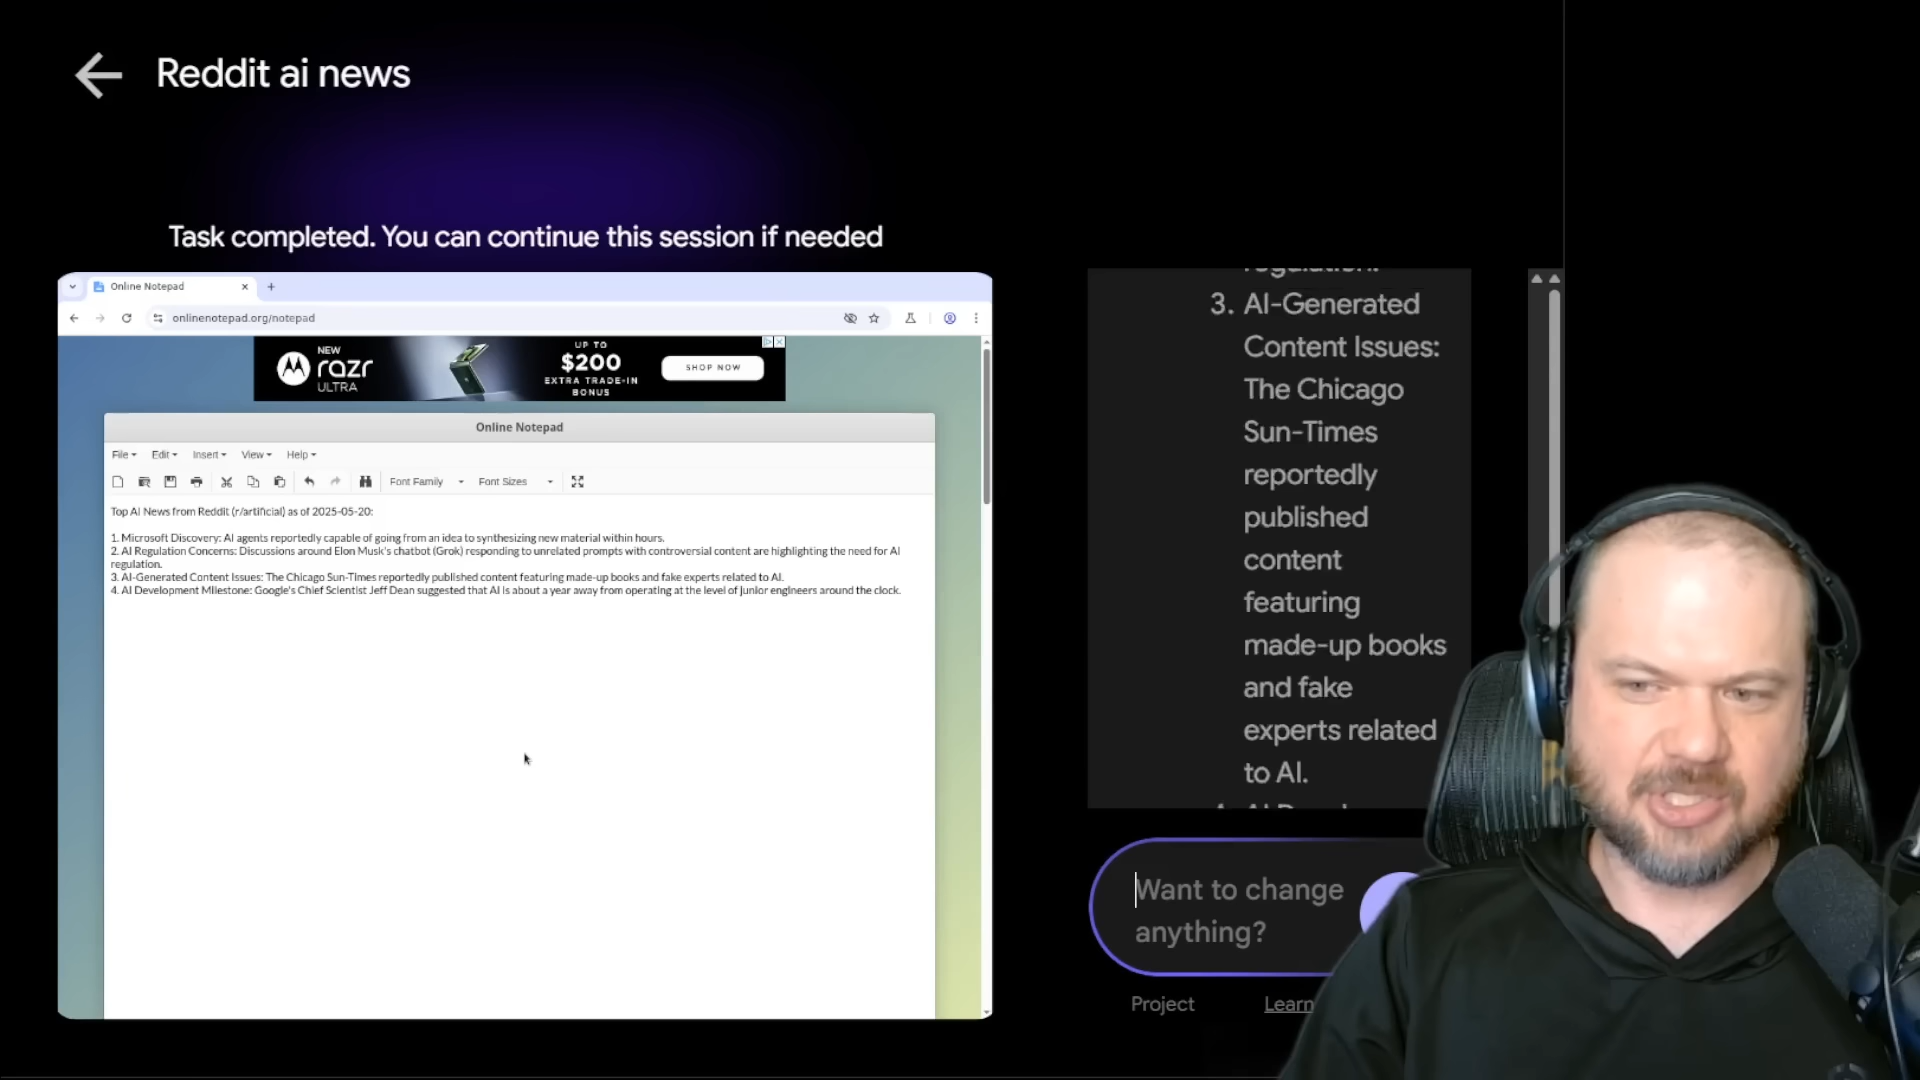 Reddit ai news
Task completed. You can continue this session if needed
Online Notepad
onlinenotepad.org/notepad
NEW
razr
ULTRA
UP TO
$200
EXTRA TRADE-IN
BONUS
SHOP NOW
Online Notepad
File Edit Insert View Help
Font Family Font Sizes
Top AI News from Reddit (r/artificial) as of 2025-05-20:
1. Microsoft Discovery: AI agents reportedly capable of going from an idea to synthesizing new material within hours.
2. AI Regulation Concerns: Discussions around Elon Musk's chatbot (Grok) responding to unrelated prompts with controversial content are highlighting the need for AI
regulation.
3. AI-Generated Content Issues: The Chicago Sun-Times reportedly published content featuring made-up books and fake experts related to AI.
4. AI Development Milestone: Google's Chief Scientist Jeff Dean suggested that AI is about a year away from operating at the level of junior engineers around the clock.
regulation.
3. AI-Generated
Content Issues:
The Chicago
Sun-Times
reportedly
published
content
featuring
made-up books
and fake
experts related
to AI.
Want to change
anything?
Project
Learn